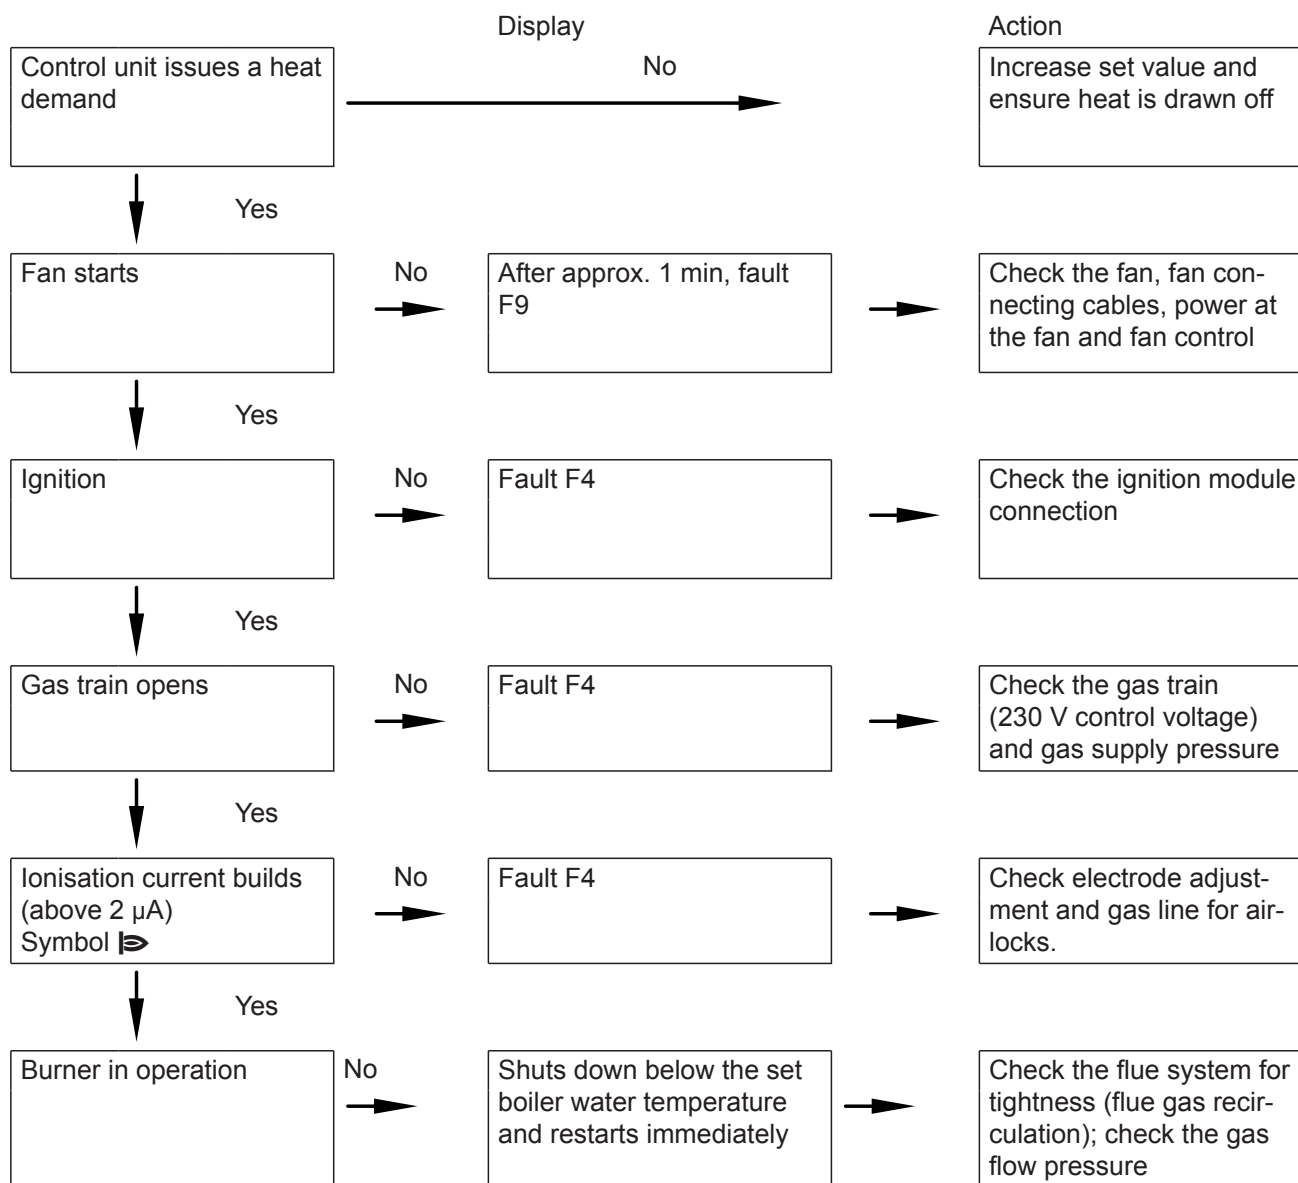 Display
Action
Control unit issues a heat
demand
No
Increase set value and
ensure heat is drawn off
Yes
Fan starts
No
After approx. 1 min, fault
F9
Check the fan, fan con-
necting cables, power at
the fan and fan control
Yes
Ignition
No
Fault F4
Check the ignition module
connection
Yes
Gas train opens
No
Fault F4
Check the gas train
(230 V control voltage)
and gas supply pressure
Yes
Ionisation current builds
(above 2 µA)
Symbol
No
Fault F4
Check electrode adjust-
ment and gas line for air-
locks.
Yes
Burner in operation
No
Shuts down below the set
boiler water temperature
and restarts immediately
Check the flue system for
tightness (flue gas recir-
culation); check the gas
flow pressure